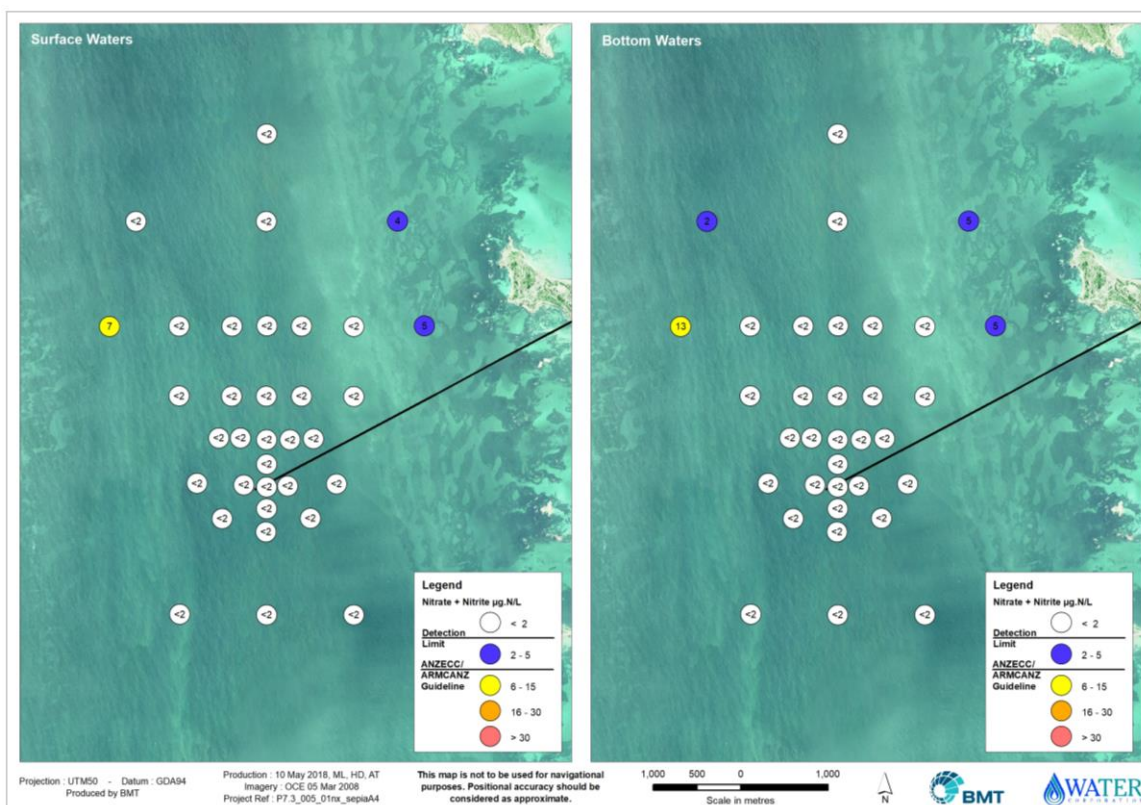 Surface Waters
<2
<2 <2 4
7 <2 <2 <2 <2 <2 5
<2 <2 <2 <2 <2
<2 <2 <2 <2 <2
<2
<2 <2 <2 <2 <2
<2
<2 <2
<2
<2 <2 <2
Legend
Nitrate + Nitrite µg.N/L
< 2
Detection
Limit
2 - 5
ANZECC/
ARMCANZ
Guideline
6 - 15
16 - 30
> 30
Bottom Waters
<2
2 <2 5
13 <2 <2 <2 <2 <2 5
<2 <2 <2 <2 <2
<2 <2 <2 <2 <2
<2
<2 <2 <2 <2 <2
<2
<2 <2
<2
<2 <2 <2
Legend
Nitrate + Nitrite µg.N/L
< 2
Detection
Limit
2 - 5
ANZECC/
ARMCANZ
Guideline
6 - 15
16 - 30
> 30
Projection : UTM50 - Datum : GDA94
Produced by BMT
Production : 10 May 2018, ML, HD, AT
Imagery : OCE 05 Mar 2008
Project Ref : P7.3_005_01nx_sepiaA4
This map is not to be used for navigational
purposes. Positional accuracy should be
considered as approximate.
1,000 500 0 1,000
Scale in metres
N
BMT
WATER
CORPORATION